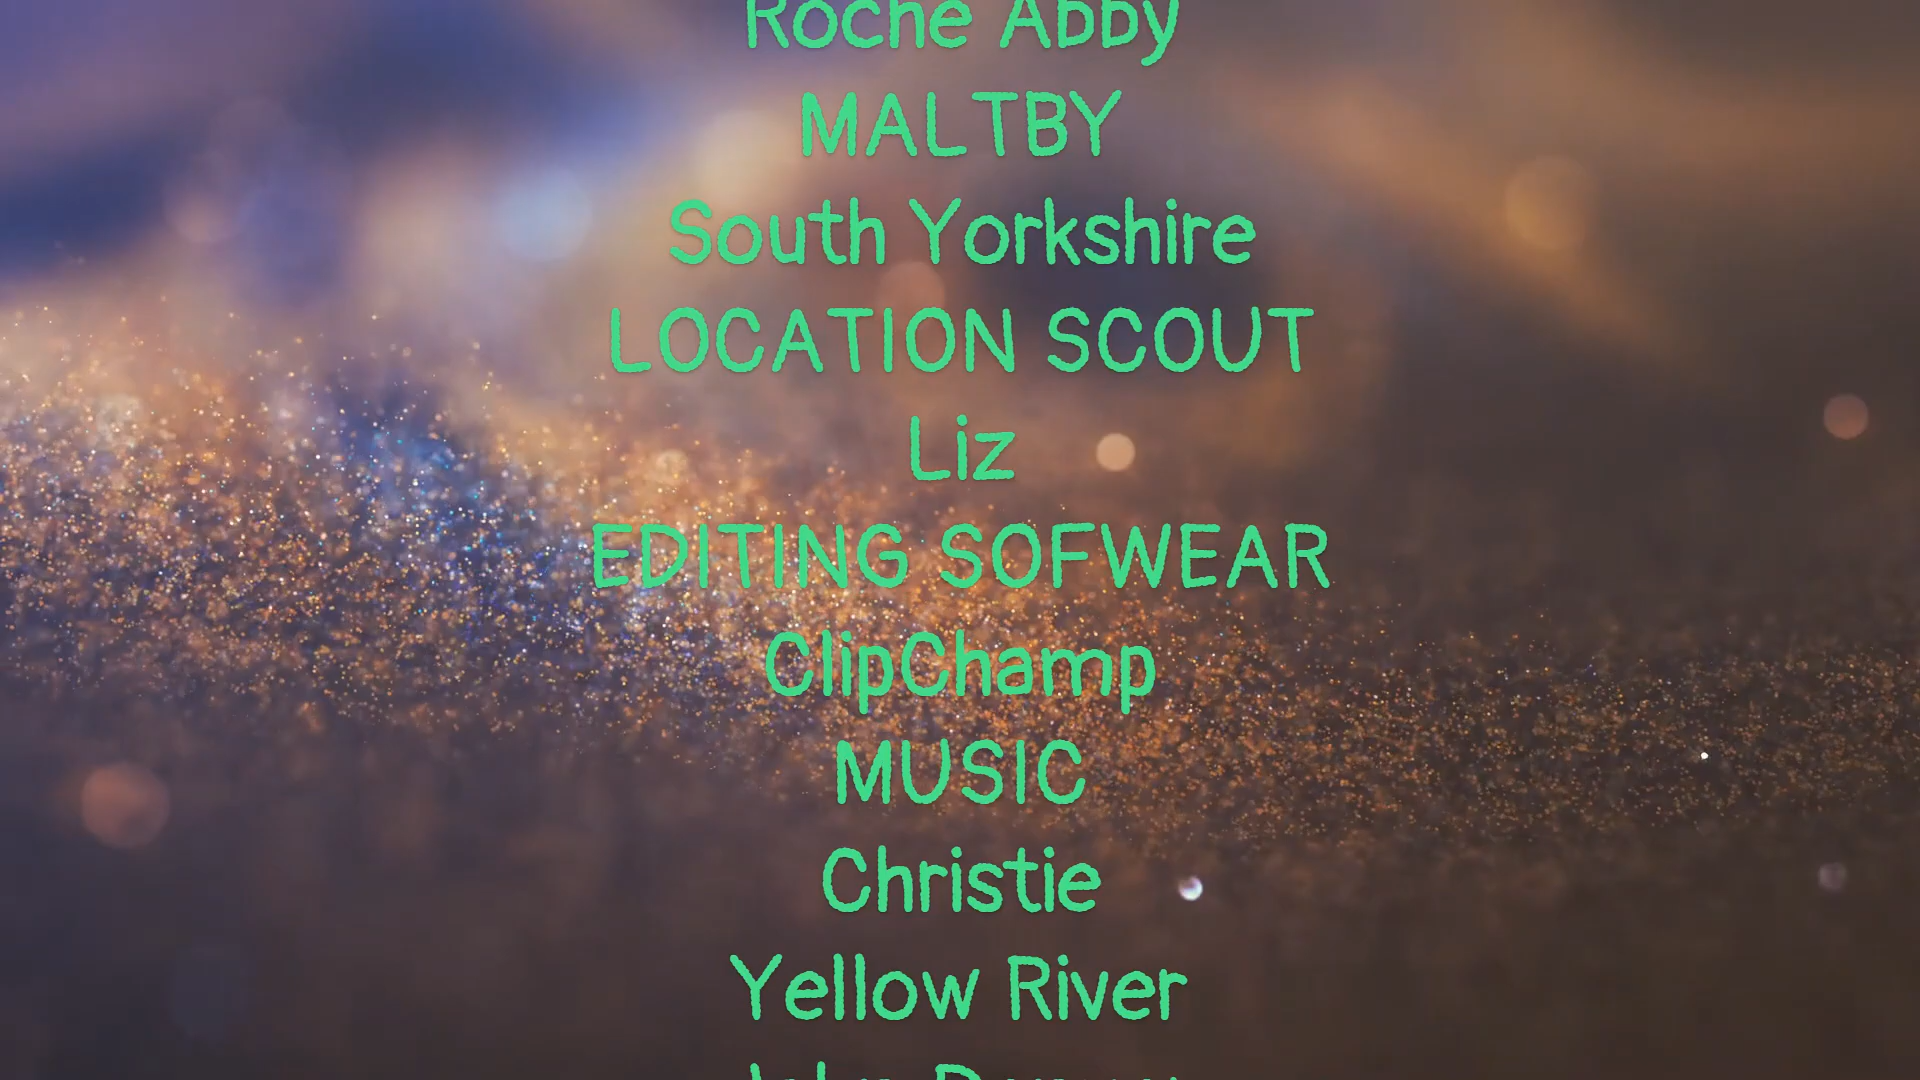 Roche Abby
MALTBY
South Yorkshire
LOCATION SCOUT
Liz
EDITING SOFWEAR
ClipChamp
MUSIC
Christie
Yellow River